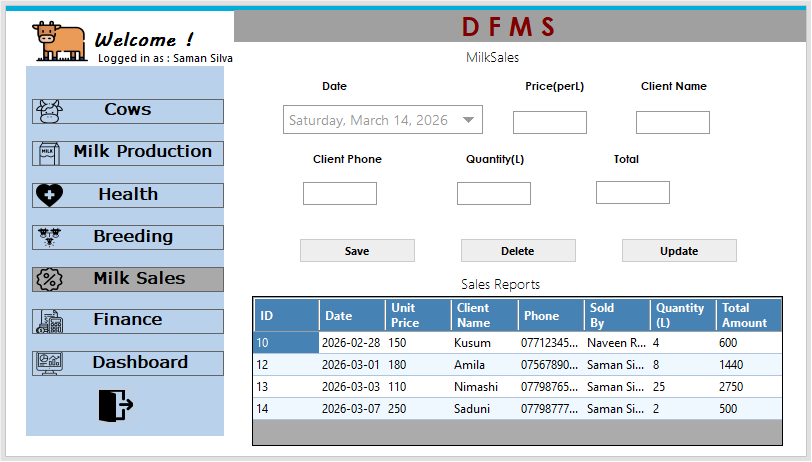 D F M S
Welcome !
Logged in as : Saman Silva
MilkSales
Cows
Milk Production
Health
Breeding
Milk Sales
Finance
Dashboard
MILK
Date Price(perL) Client Name
Saturday, March 14, 2026
Client Phone Quantity(L) Total
Save Delete Update
Sales Reports
ID Date Unit Price Client Name Phone Sold By Quantity (L) Total Amount
10 2026-02-28 150 Kusum 07712345... Naveen R... 4 600
12 2026-03-01 180 Amila 07567890... Saman Si... 8 1440
13 2026-03-03 110 Nimashi 07798765... Saman Si... 25 2750
14 2026-03-07 250 Saduni 07798777... Saman Si... 2 500